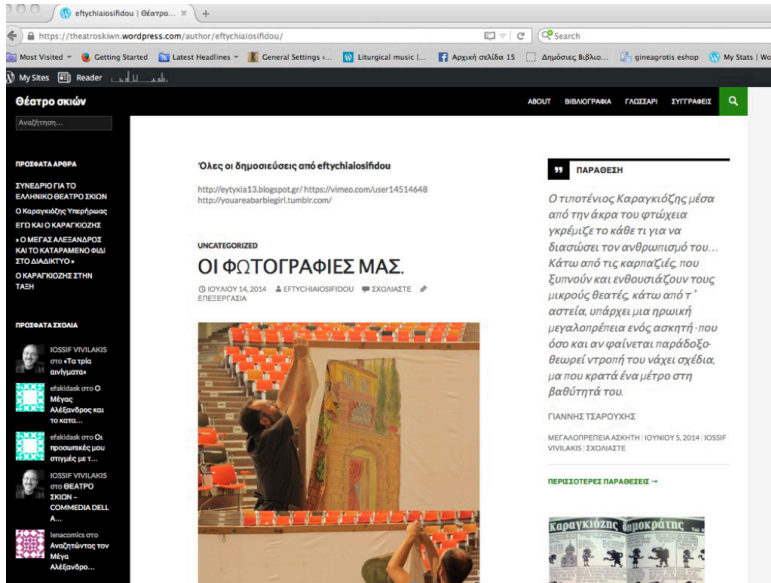 eftychiaiosifidou | Θέατρο...
https://theatroskiwn.wordpress.com/author/eftychiaiosifidou/
Search
Most Visited
Getting Started
Latest Headlines
General Settings ‹...
Liturgical music |...
Αρχική σελίδα 15
Δημόσιες Βιβλιο...
gineagrotis eshop
My Stats | Wo
My Sites
Reader
Θέατρο σκιών
ABOUT
ΒΙΒΛΙΟΓΡΑΦΙΑ
ΓΛΩΣΣΑΡΙ
ΣΥΓΓΡΑΦΕΙΣ
Αναζήτηση...
ΠΡΟΣΦΑΤΑ ΑΡΘΡΑ
ΣΥΝΕΔΡΙΟ ΓΙΑ ΤΟ
ΕΛΛΗΝΙΚΟ ΘΕΑΤΡΟ ΣΚΙΩΝ
Ο Καραγκιόζης Υπερήρωας
ΕΓΩ ΚΑΙ Ο ΚΑΡΑΓΚΙΟΖΗΣ
» Ο ΜΕΓΑΣ ΑΛΕΞΑΝΔΡΟΣ
ΚΑΙ ΤΟ ΚΑΤΑΡΑΜΕΝΟ ΦΙΔΙ
ΣΤΟ ΔΙΑΔΙΚΤΥΟ »
Ο ΚΑΡΑΓΚΙΟΖΗΣ ΣΤΗΝ
ΤΑΞΗ
ΠΡΟΣΦΑΤΑ ΣΧΟΛΙΑ
IOSSIF VIVILAKIS
στο «Τα τρία
αινίγματα»
efakidask στο Ο
Μέγας
Αλέξανδρος και
το κατα...
efakidask στο Οι
προσωπικές μου
στιγμές με τ...
IOSSIF VIVILAKIS
στο ΘΕΑΤΡΟ
ΣΚΙΩΝ –
COMMEDIA DELL
A...
lenacomics στο
Αναζητώντας τον
Μέγα
Αλέξανδρο...
Όλες οι δημοσιεύσεις από eftychiaiosifidou
http://eytyxia13.blogspot.gr/ https://vimeo.com/user14514648
http://youareabarbiegirl.tumblr.com/
UNCATEGORIZED
ΟΙ ΦΩΤΟΓΡΑΦΙΕΣ ΜΑΣ.
ΙΟΥΛΙΟΥ 14, 2014
EFTYCHIAIOSIFIDOU
ΣΧΟΛΙΑΣΤΕ
ΕΠΕΞΕΡΓΑΣΙΑ
ΠΑΡΑΘΕΣΗ
Ο τιποτένιος Καραγκιόζης μέσα
από την άκρα του φτώχεια
γκρέμιζε το κάθε τι για να
διασώσει τον ανθρωπισμό του...
Κάτω από τις καρπαζιές, που
ξυπνούν και ενθουσιάζουν τους
μικρούς θεατές, κάτω από τ᾽
αστεία, υπάρχει μια ηρωική
μεγαλοπρέπεια ενός ασκητή -που
όσο και αν φαίνεται παράδοξο-
θεωρεί ντροπή του νάχει σχέδια,
μα που κρατά ένα μέτρο στη
βαθύτητά του.
ΓΙΑΝΝΗΣ ΤΣΑΡΟΥΧΗΣ
ΜΕΓΑΛΟΠΡΕΠΕΙΑ ΑΣΚΗΤΗ | ΙΟΥΝΙΟΥ 5, 2014 | IOSSIF
VIVILAKIS | ΣΧΟΛΙΑΣΤΕ
ΠΕΡΙΣΣΟΤΕΡΕΣ ΠΑΡΑΘΕΣΕΙΣ →
Καραγκιόζης δημοκράτης